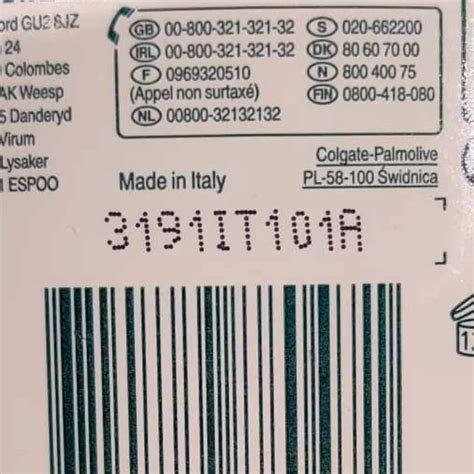 ord GU2 8JZ
24
Colombes
AK Weesp
5 Danderyd
Virum
Lysaker
1 ESPOO
GB 00-800-321-321-32
IRL 00-800-321-321-32
F 0969320510
(Appel non surtaxé)
NL 00800-32132132
S 020-662200
DK 80 60 70 00
N 800 400 75
FIN 0800-418-080
Made in Italy
Colgate-Palmolive
PL-58-100 Świdnica
3191IT101A